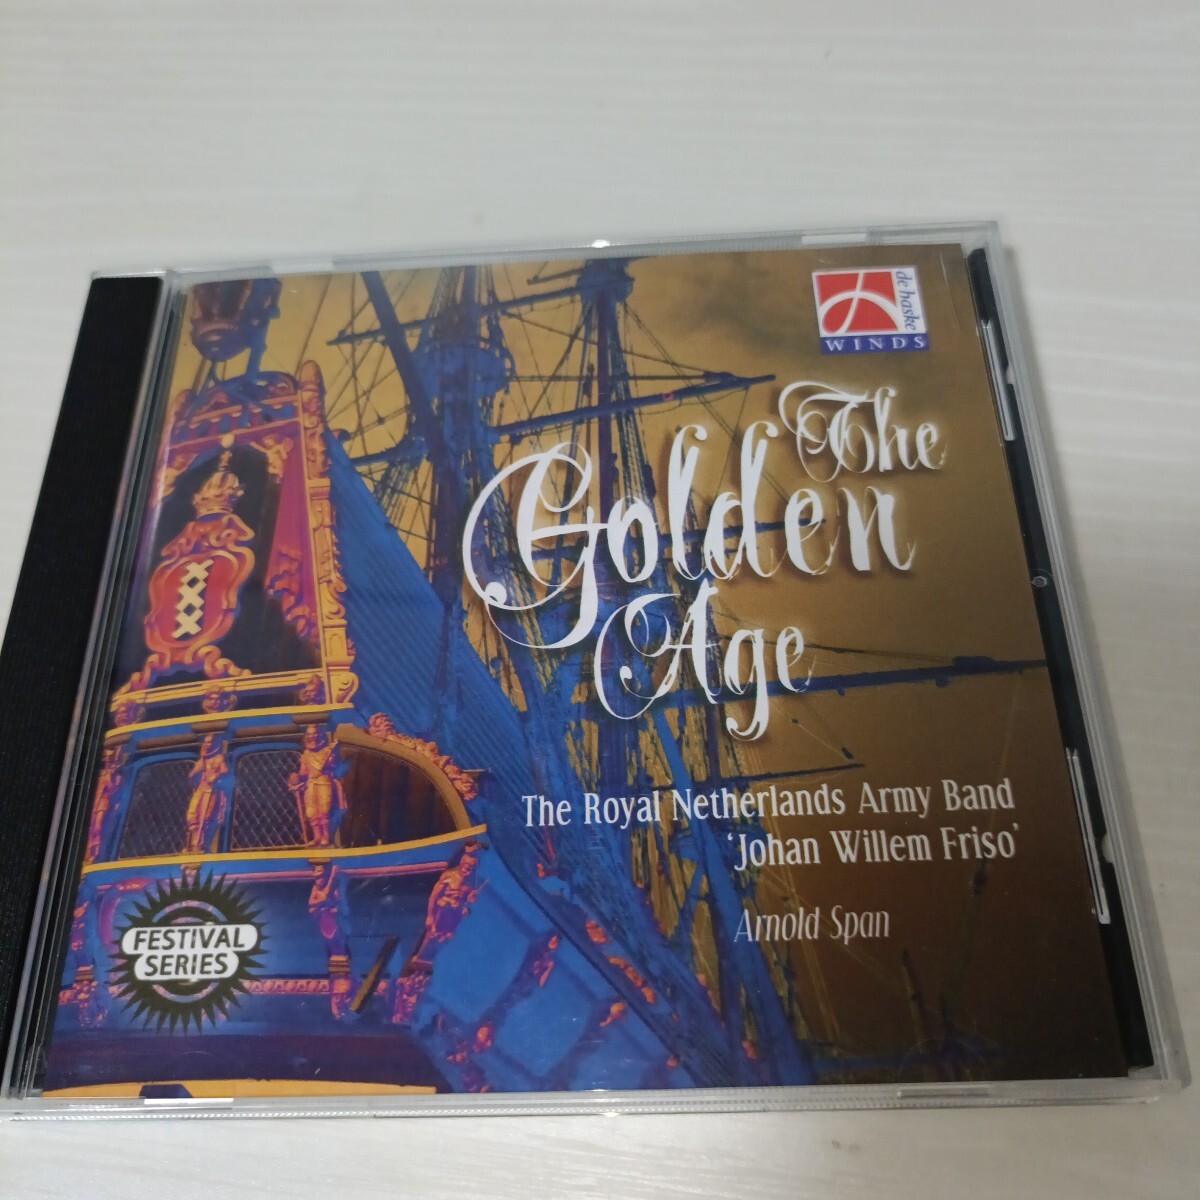 de haske
WINDS
The
Golden
Age
The Royal Netherlands Army Band
‘Johan Willem Friso’
Arnold Span
FESTIVAL
SERIES